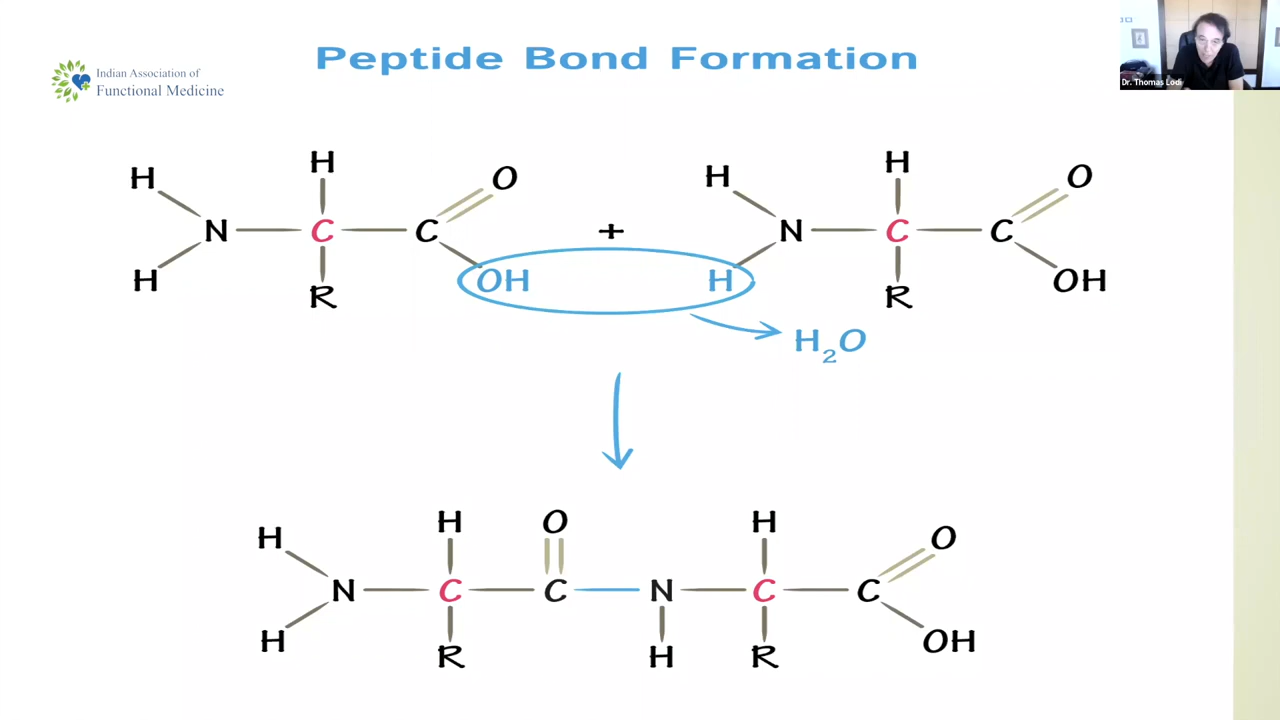 Peptide Bond Formation
Indian Association of
Functional Medicine
Dr. Thomas Lodi
H H O H H O
N C C + N C C
H R OH H R OH
H2O
H H O H O
N C C N C C
H R H R OH